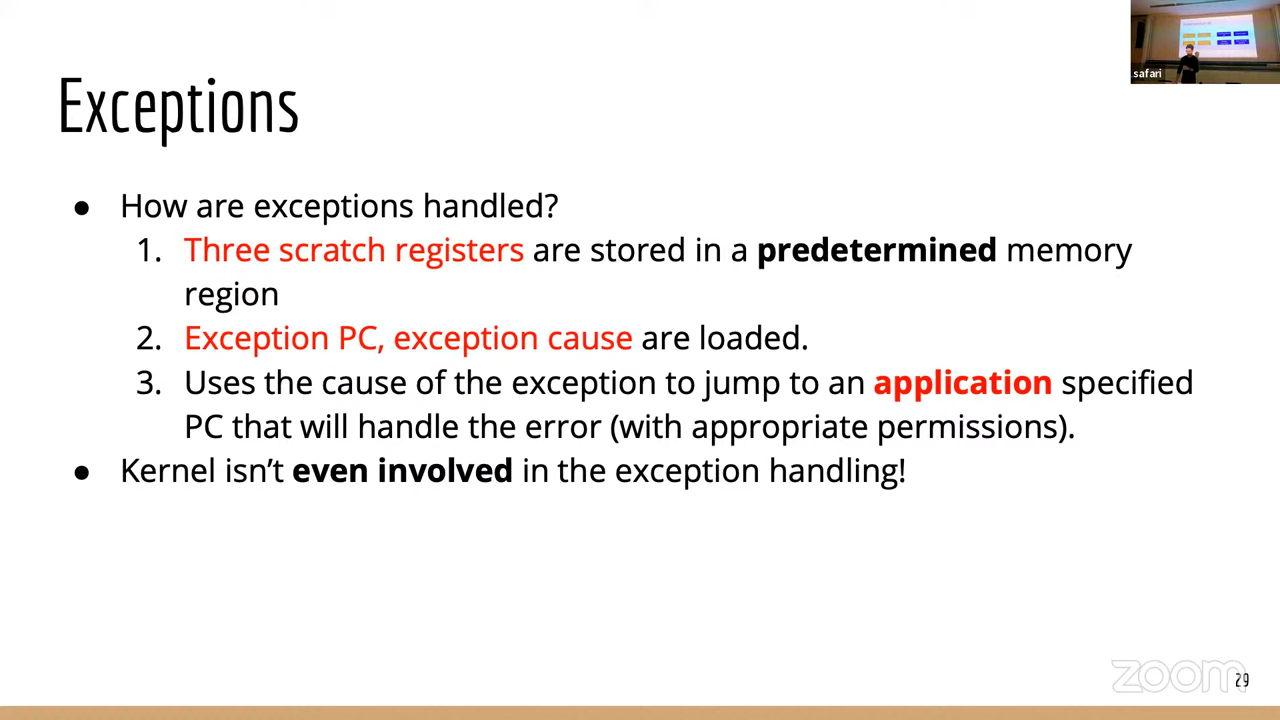 safari
Exceptions
● How are exceptions handled?
1. Three scratch registers are stored in a predetermined memory
region
2. Exception PC, exception cause are loaded.
3. Uses the cause of the exception to jump to an application specified
PC that will handle the error (with appropriate permissions).
● Kernel isn’t even involved in the exception handling!
zoom
29